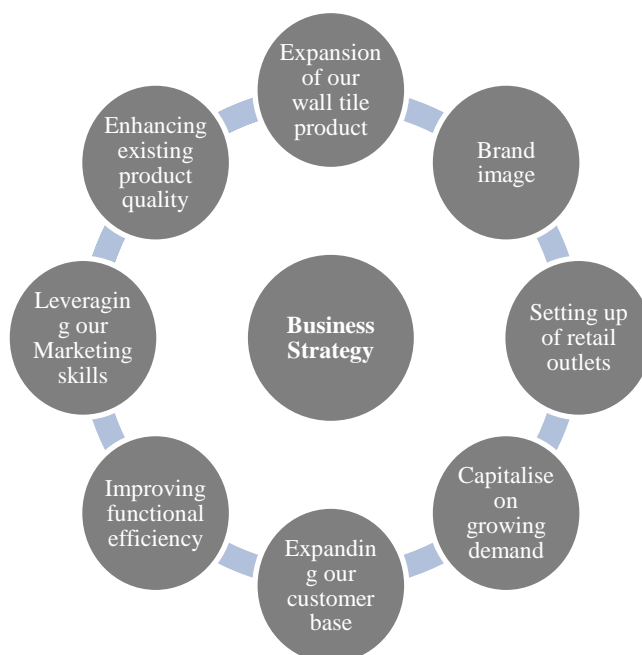 Expansion
of our
wall tile
product
Brand
image
Setting up
of retail
outlets
Capitalise
on
growing
demand
Expandin
g our
customer
base
Improving
functional
efficiency
Leveragin
g our
Marketing
skills
Enhancing
existing
product
quality
Business
Strategy